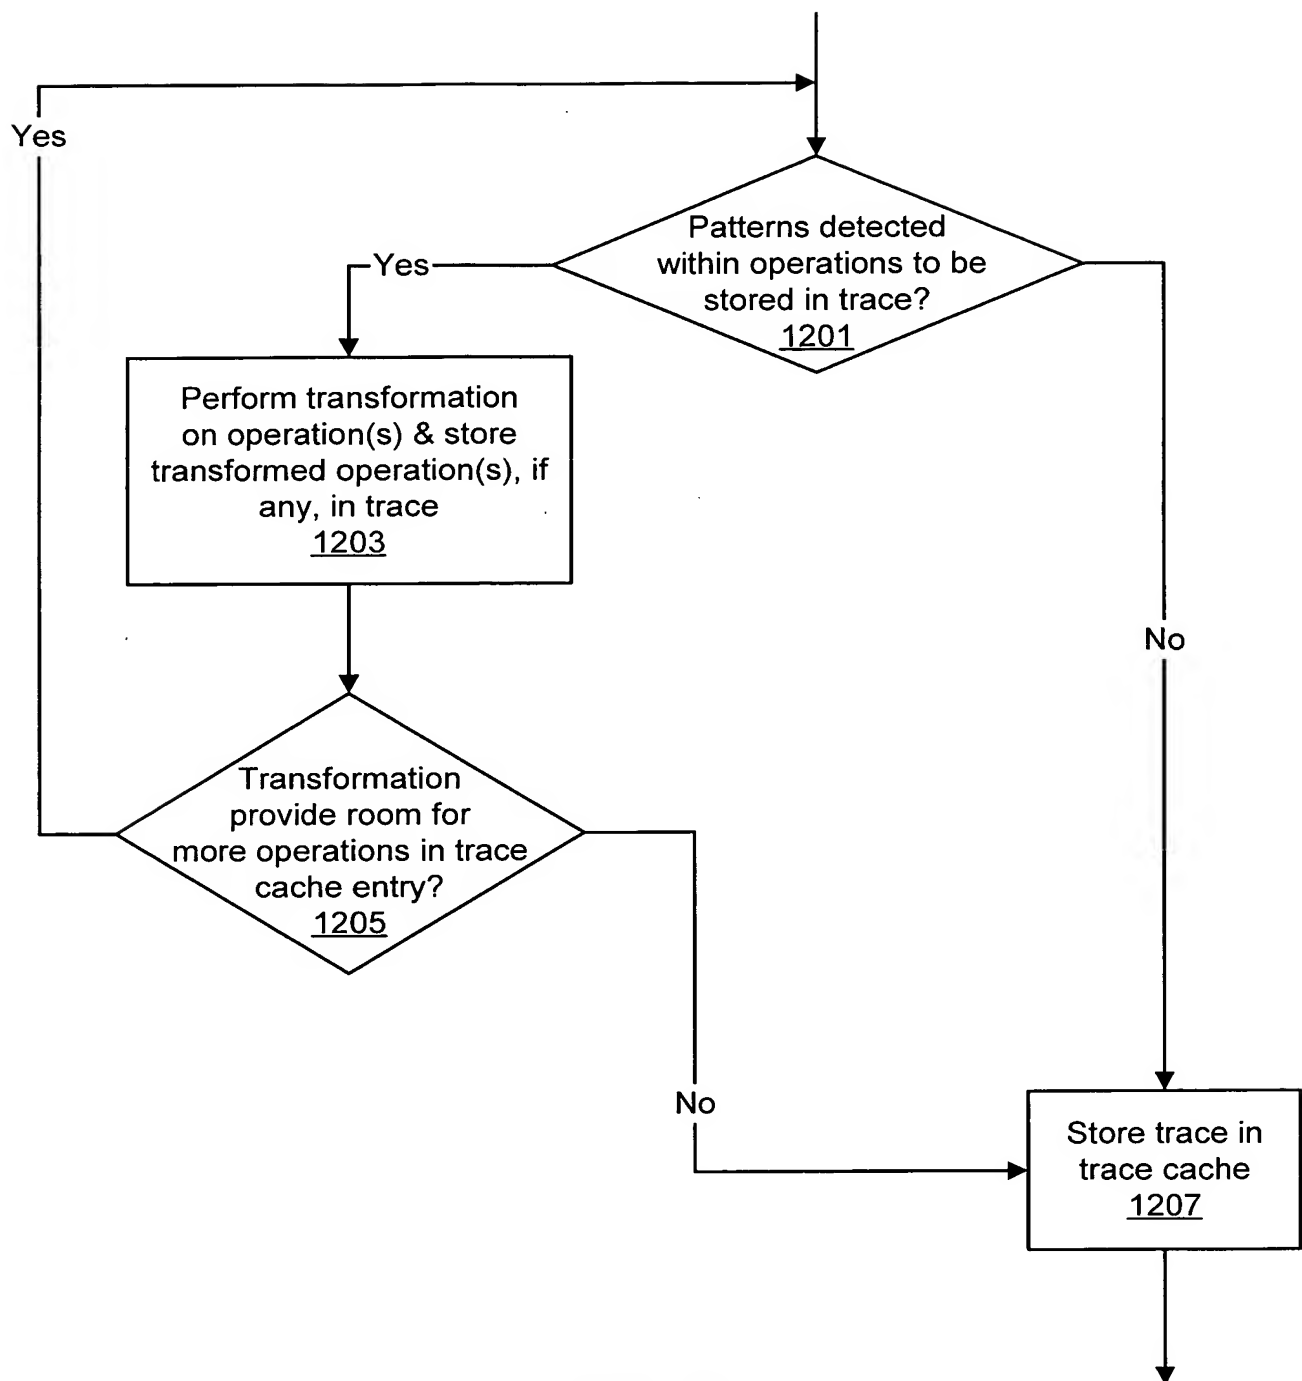 Yes
Patterns detected
within operations to be
stored in trace?
1201
Yes
Perform transformation
on operation(s) & store
transformed operation(s), if
any, in trace
1203
No
Transformation
provide room for
more operations in trace
cache entry?
1205
No
Store trace in
trace cache
1207